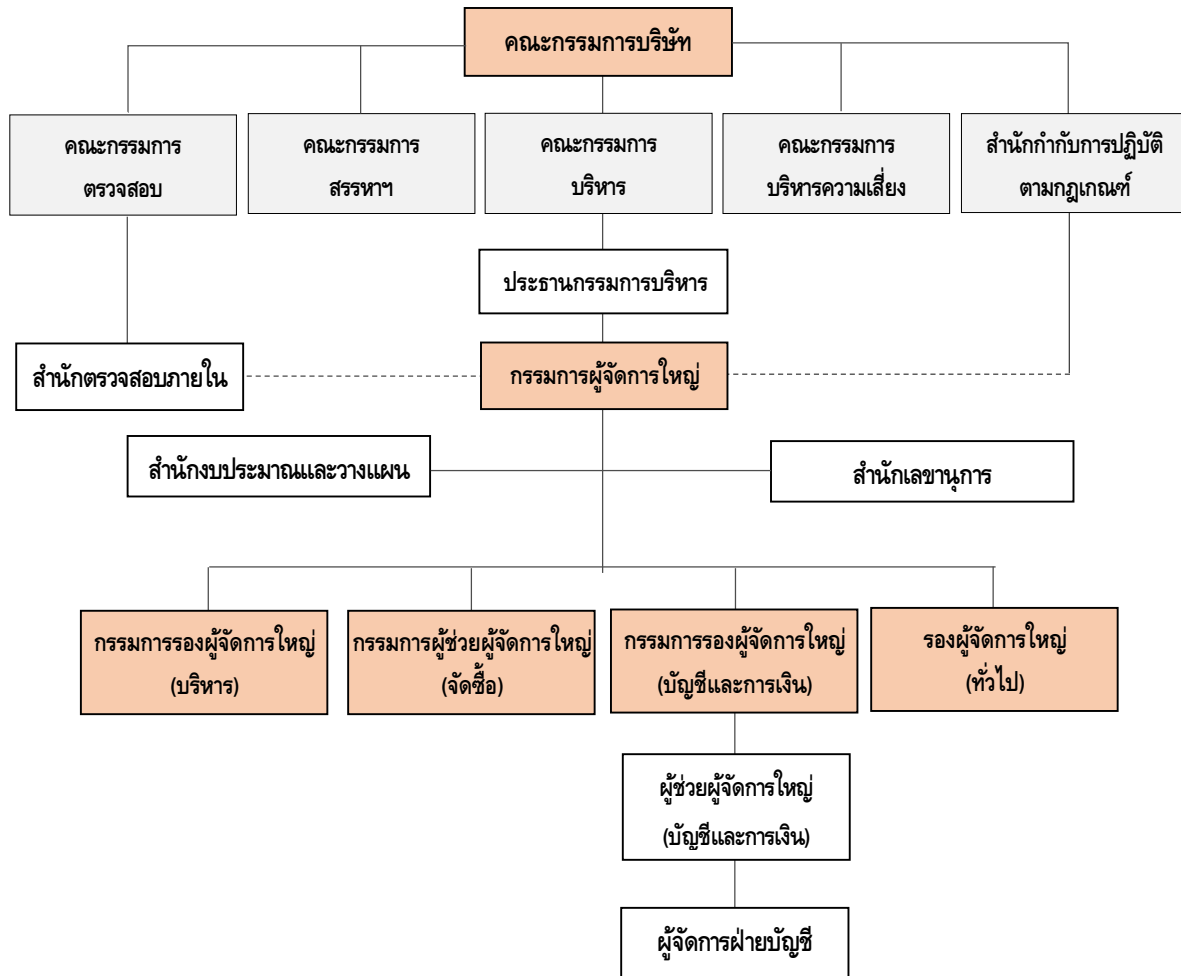 คณะกรรมการบริษัท
คณะกรรมการ
ตรวจสอบ
คณะกรรมการ
สรรหาฯ
คณะกรรมการ
บริหาร
คณะกรรมการ
บริหารความเสี่ยง
สำนักกำกับการปฏิบัติ
ตามกฎเกณฑ์
ประธานกรรมการบริหาร
สำนักตรวจสอบภายใน
กรรมการผู้จัดการใหญ่
สำนักงบประมาณและวางแผน
สำนักเลขานุการ
กรรมการรองผู้จัดการใหญ่
(บริหาร)
กรรมการผู้ช่วยผู้จัดการใหญ่
(จัดซื้อ)
กรรมการรองผู้จัดการใหญ่
(บัญชีและการเงิน)
รองผู้จัดการใหญ่
(ทั่วไป)
ผู้ช่วยผู้จัดการใหญ่
(บัญชีและการเงิน)
ผู้จัดการฝ่ายบัญชี